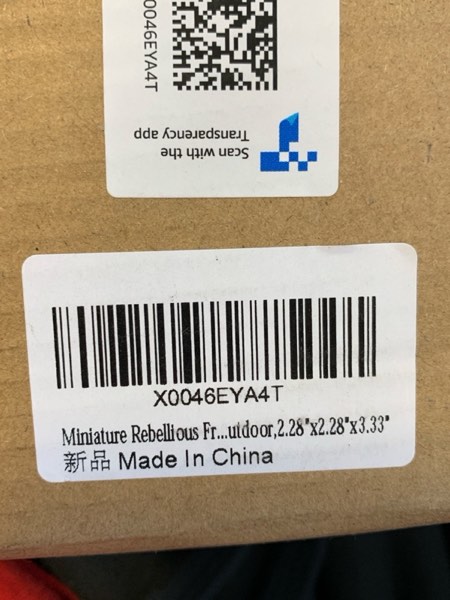 0046EYA4T
Scan with the
Transparency app
X0046EYA4T
Miniature Rebellious Fr...utdoor,2.28"x2.28"x3.33"
新品 Made In China